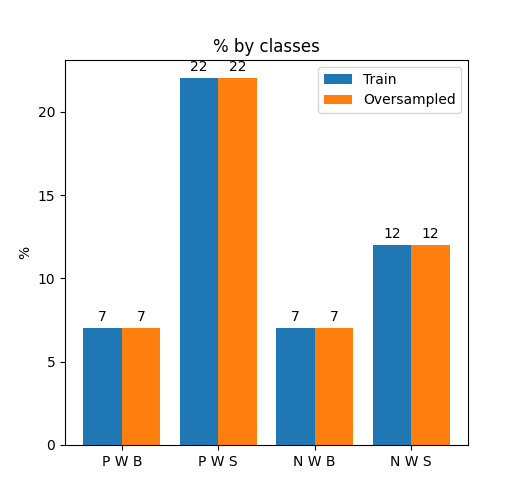 % by classes
Train
Oversampled
%
20
15
10
5
0
7 7
22 22
7 7
12 12
P W B
P W S
N W B
N W S